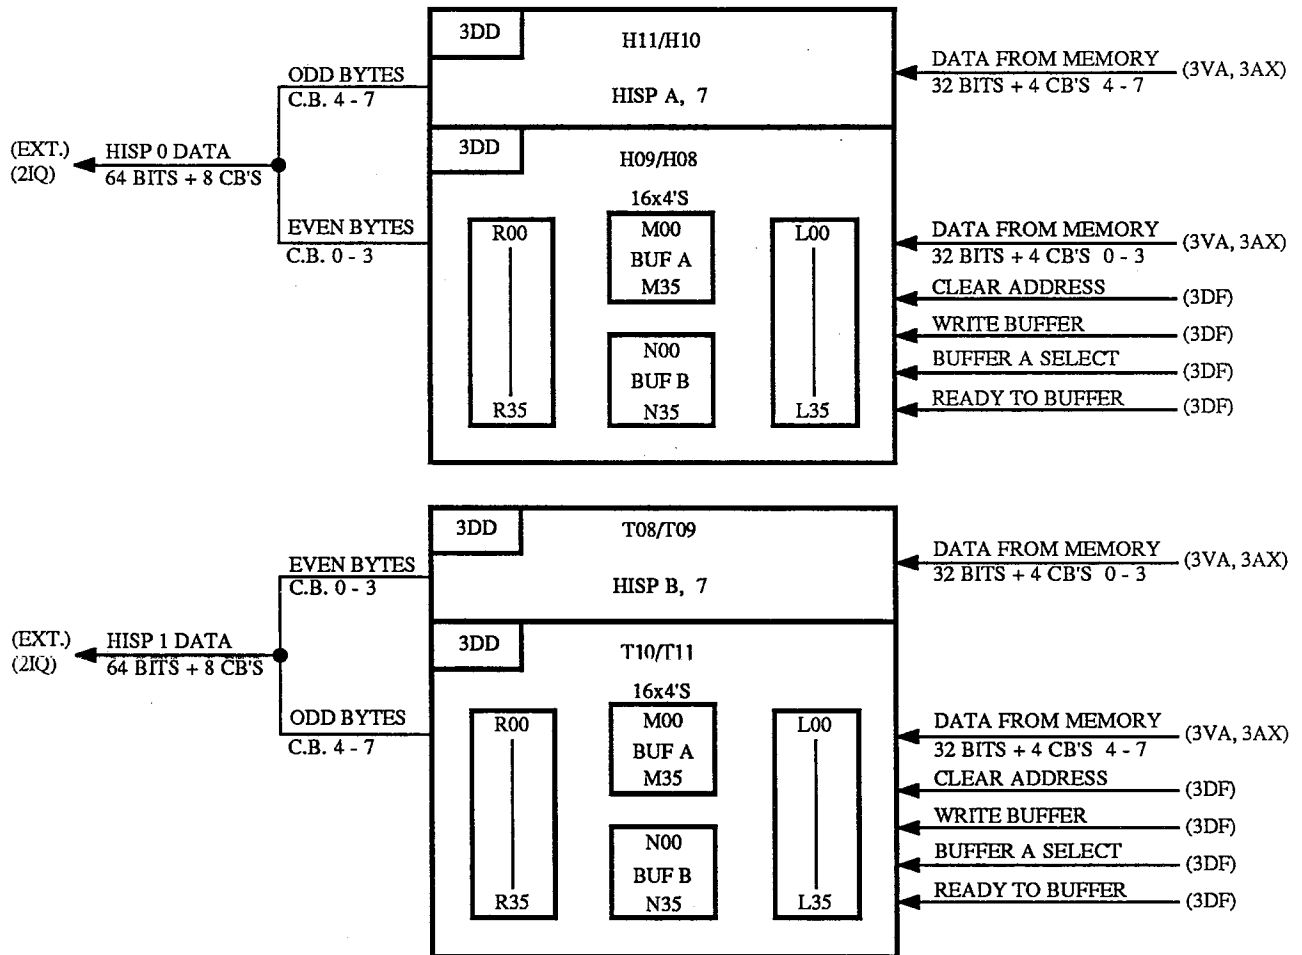 3DD
H11/H10
HISP A, 7
ODD BYTES
C.B. 4 - 7
DATA FROM MEMORY
32 BITS + 4 CB'S 4 - 7
(3VA, 3AX)
(EXT.)
(2IQ)
HISP 0 DATA
64 BITS + 8 CB'S
3DD
H09/H08
16x4'S
EVEN BYTES
C.B. 0 - 3
R00
R35
M00
BUF A
M35
N00
BUF B
N35
L00
L35
DATA FROM MEMORY
32 BITS + 4 CB'S 0 - 3
(3VA, 3AX)
CLEAR ADDRESS
(3DF)
WRITE BUFFER
(3DF)
BUFFER A SELECT
(3DF)
READY TO BUFFER
(3DF)
3DD
T08/T09
HISP B, 7
EVEN BYTES
C.B. 0 - 3
DATA FROM MEMORY
32 BITS + 4 CB'S 0 - 3
(3VA, 3AX)
(EXT.)
(2IQ)
HISP 1 DATA
64 BITS + 8 CB'S
3DD
T10/T11
16x4'S
ODD BYTES
C.B. 4 - 7
R00
R35
M00
BUF A
M35
N00
BUF B
N35
L00
L35
DATA FROM MEMORY
32 BITS + 4 CB'S 4 - 7
(3VA, 3AX)
CLEAR ADDRESS
(3DF)
WRITE BUFFER
(3DF)
BUFFER A SELECT
(3DF)
READY TO BUFFER
(3DF)